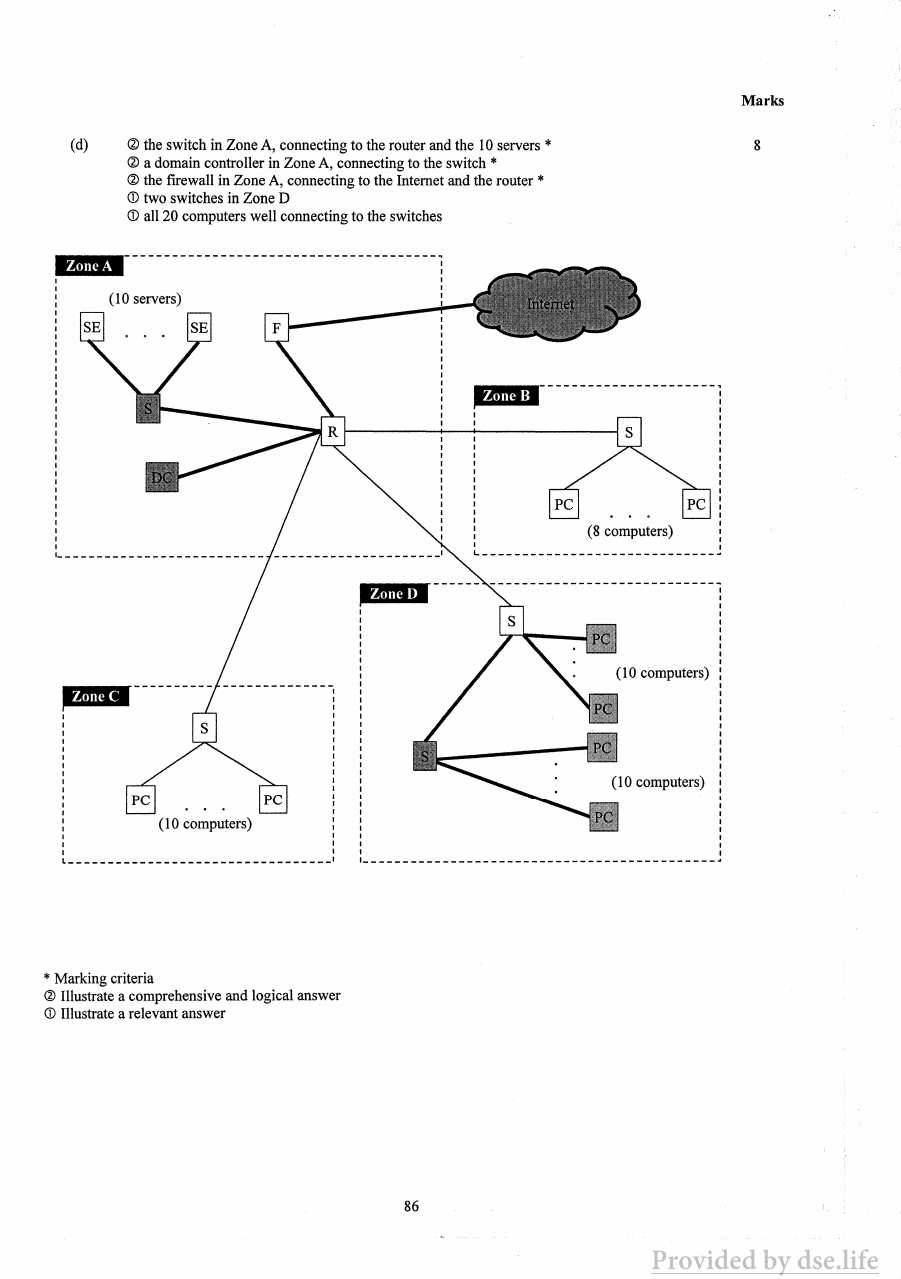 Marks
(d) ② the switch in Zone A, connecting to the router and the 10 servers * 8
② a domain controller in Zone A, connecting to the switch *
② the firewall in Zone A, connecting to the Internet and the router *
① two switches in Zone D
① all 20 computers well connecting to the switches
Zone A
(10 servers)
SE . . . SE
F
Internet
S
R
DC
Zone B
S
PC . . . PC
(8 computers)
Zone D
S
PC
(10 computers)
PC
S
PC
(10 computers)
PC
Zone C
S
PC . . . PC
(10 computers)
* Marking criteria
② Illustrate a comprehensive and logical answer
① Illustrate a relevant answer
86
Provided by dse.life